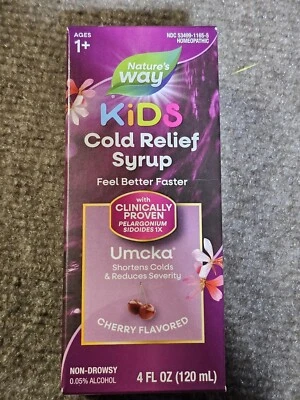 AGES
1+
NDC 53499-1165-5
HOMEOPATHIC
Nature's
way
KiDS
Cold Relief
Syrup
Feel Better Faster
with
CLINICALLY
PROVEN
PELARGONIUM
SIDOIDES 1X
Umcka
Shortens Colds
& Reduces Severity
CHERRY FLAVORED
NON-DROWSY
0.05% ALCOHOL
4 FL OZ (120 mL)